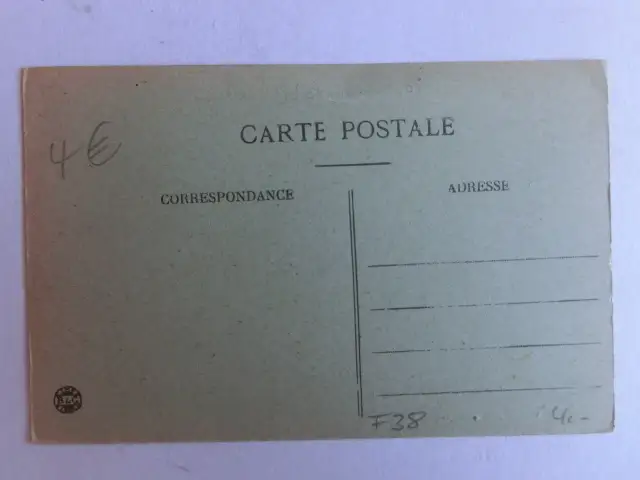 CARTE POSTALE
4€
CORRESPONDANCE
ADRESSE
F38
4.-